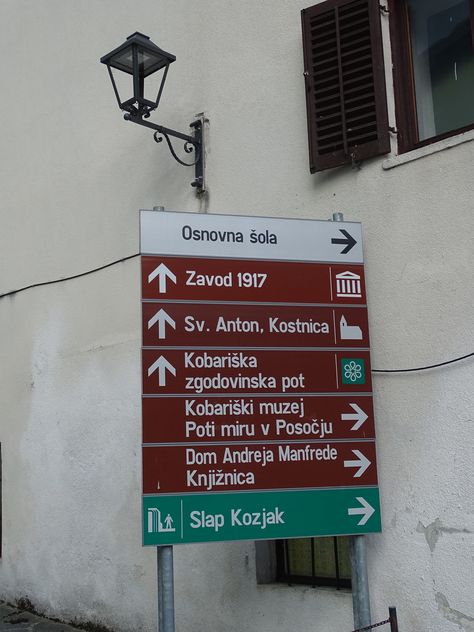 Osnovna šola
Zavod 1917
Sv. Anton, Kostnica
Kobariška
zgodovinska pot
Kobariški muzej
Poti miru v Posočju
Dom Andreja Manfrede
Knjižnica
Slap Kozjak